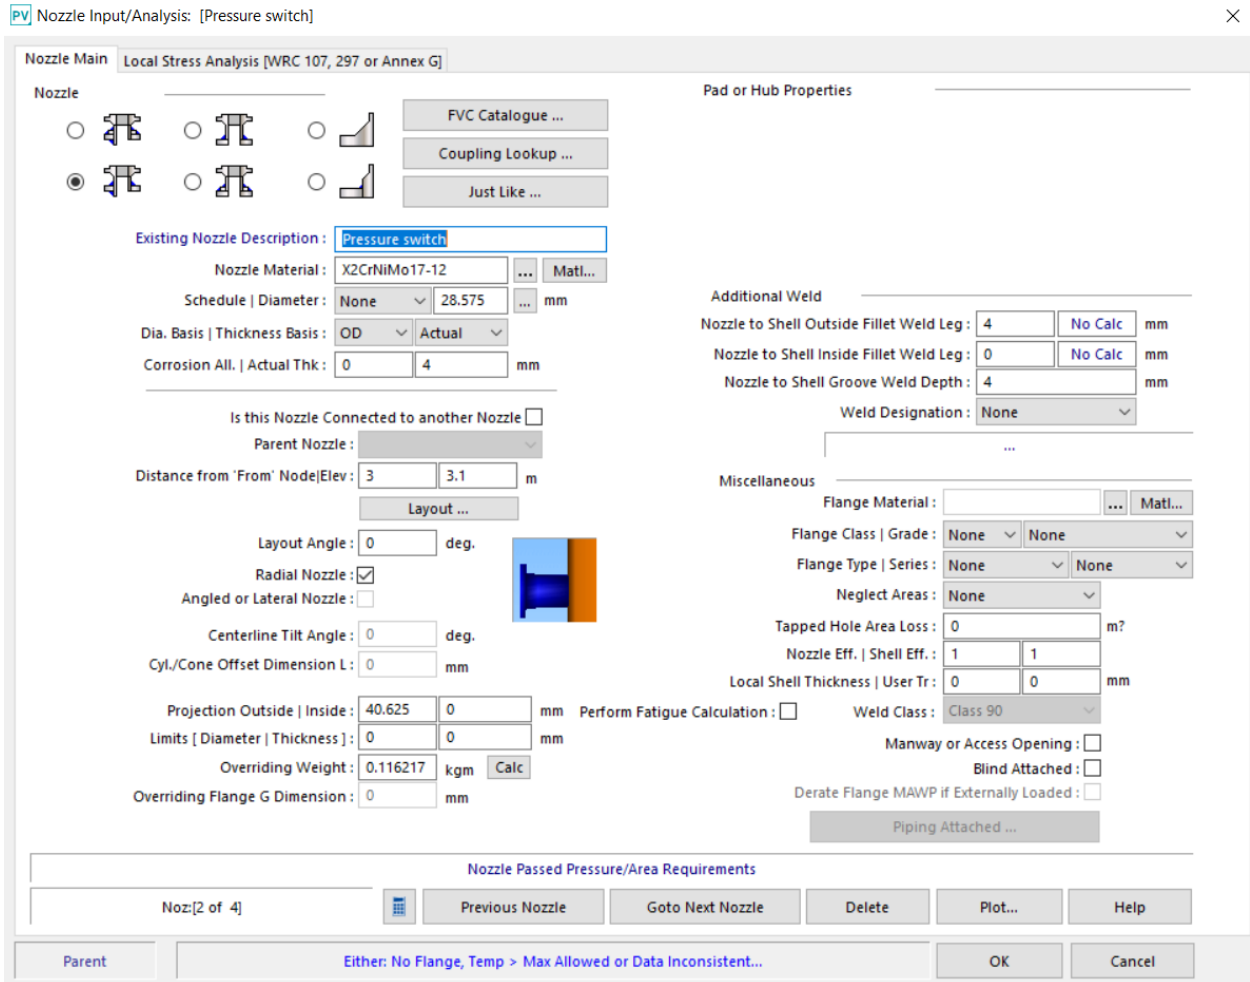 PV Nozzle Input/Analysis: [Pressure switch]
Nozzle Main Local Stress Analysis [WRC 107, 297 or Annex G]
Nozzle
FVC Catalogue ...
Coupling Lookup ...
Just Like ...
Existing Nozzle Description : Pressure switch
Nozzle Material : X2CrNiMo17-12 ... Matl...
Schedule | Diameter : None 28.575 ... mm
Dia. Basis | Thickness Basis : OD Actual
Corrosion All. | Actual Thk : 0 4 mm
Is this Nozzle Connected to another Nozzle
Parent Nozzle :
Distance from 'From' Node|Elev : 3 3.1 m
Layout ...
Layout Angle : 0 deg.
Radial Nozzle :
Angled or Lateral Nozzle :
Centerline Tilt Angle : 0 deg.
Cyl./Cone Offset Dimension L : 0 mm
Projection Outside | Inside : 40.625 0 mm
Limits [ Diameter | Thickness ] : 0 0 mm
Overriding Weight : 0.116217 kgm Calc
Overriding Flange G Dimension : 0 mm
Pad or Hub Properties
Additional Weld
Nozzle to Shell Outside Fillet Weld Leg : 4 No Calc mm
Nozzle to Shell Inside Fillet Weld Leg : 0 No Calc mm
Nozzle to Shell Groove Weld Depth : 4 mm
Weld Designation : None
...
Miscellaneous
Flange Material : ... Matl...
Flange Class | Grade : None None
Flange Type | Series : None None
Neglect Areas : None
Tapped Hole Area Loss : 0 m?
Nozzle Eff. | Shell Eff. : 1 1
Local Shell Thickness | User Tr : 0 0 mm
Perform Fatigue Calculation : Weld Class : Class 90
Manway or Access Opening :
Blind Attached :
Derate Flange MAWP if Externally Loaded :
Piping Attached ...
Nozzle Passed Pressure/Area Requirements
Noz:[2 of 4] Previous Nozzle Goto Next Nozzle Delete Plot... Help
Parent Either: No Flange, Temp > Max Allowed or Data Inconsistent... OK Cancel